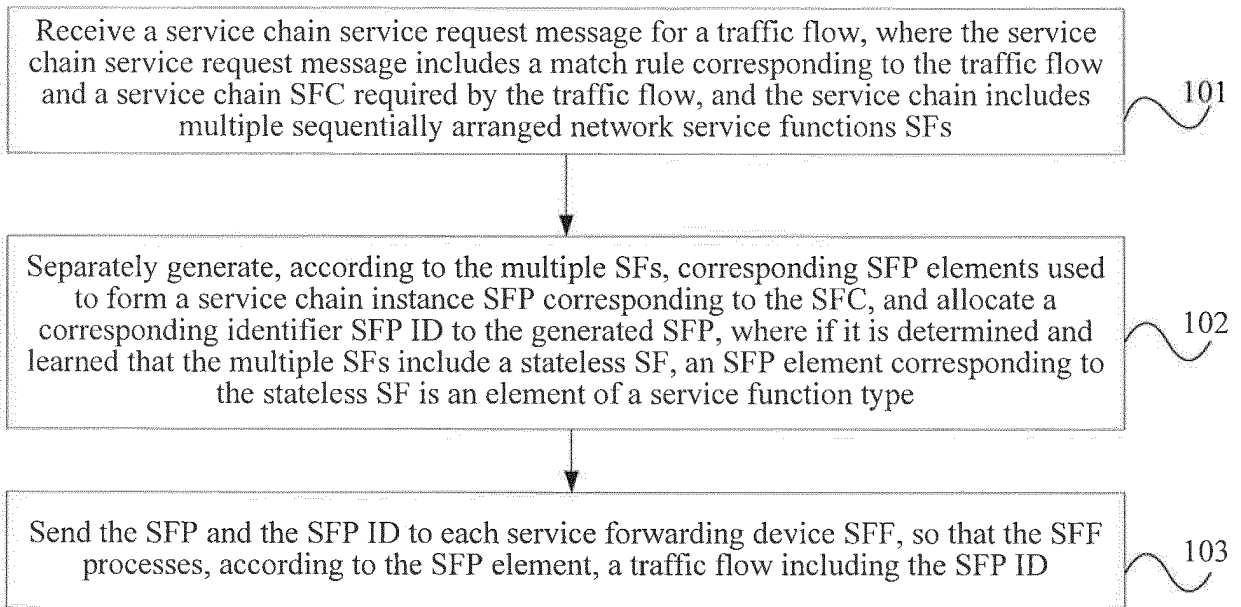 Receive a service chain service request message for a traffic flow, where the service
chain service request message includes a match rule corresponding to the traffic flow
and a service chain SFC required by the traffic flow, and the service chain includes
multiple sequentially arranged network service functions SFs
101
Separately generate, according to the multiple SFs, corresponding SFP elements used
to form a service chain instance SFP corresponding to the SFC, and allocate a
corresponding identifier SFP ID to the generated SFP, where if it is determined and
learned that the multiple SFs include a stateless SF, an SFP element corresponding to
the stateless SF is an element of a service function type
102
Send the SFP and the SFP ID to each service forwarding device SFF, so that the SFF
processes, according to the SFP element, a traffic flow including the SFP ID
103